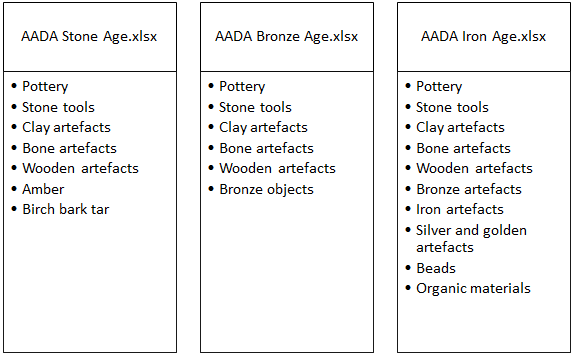 AADA Stone Age.xlsx
• Pottery
• Stone tools
• Clay artefacts
• Bone artefacts
• Wooden artefacts
• Amber
• Birch bark tar
AADA Bronze Age.xlsx
• Pottery
• Stone tools
• Clay artefacts
• Bone artefacts
• Wooden artefacts
• Bronze objects
AADA Iron Age.xlsx
• Pottery
• Stone tools
• Clay artefacts
• Bone artefacts
• Wooden artefacts
• Bronze artefacts
• Iron artefacts
• Silver and golden
artefacts
• Beads
• Organic materials